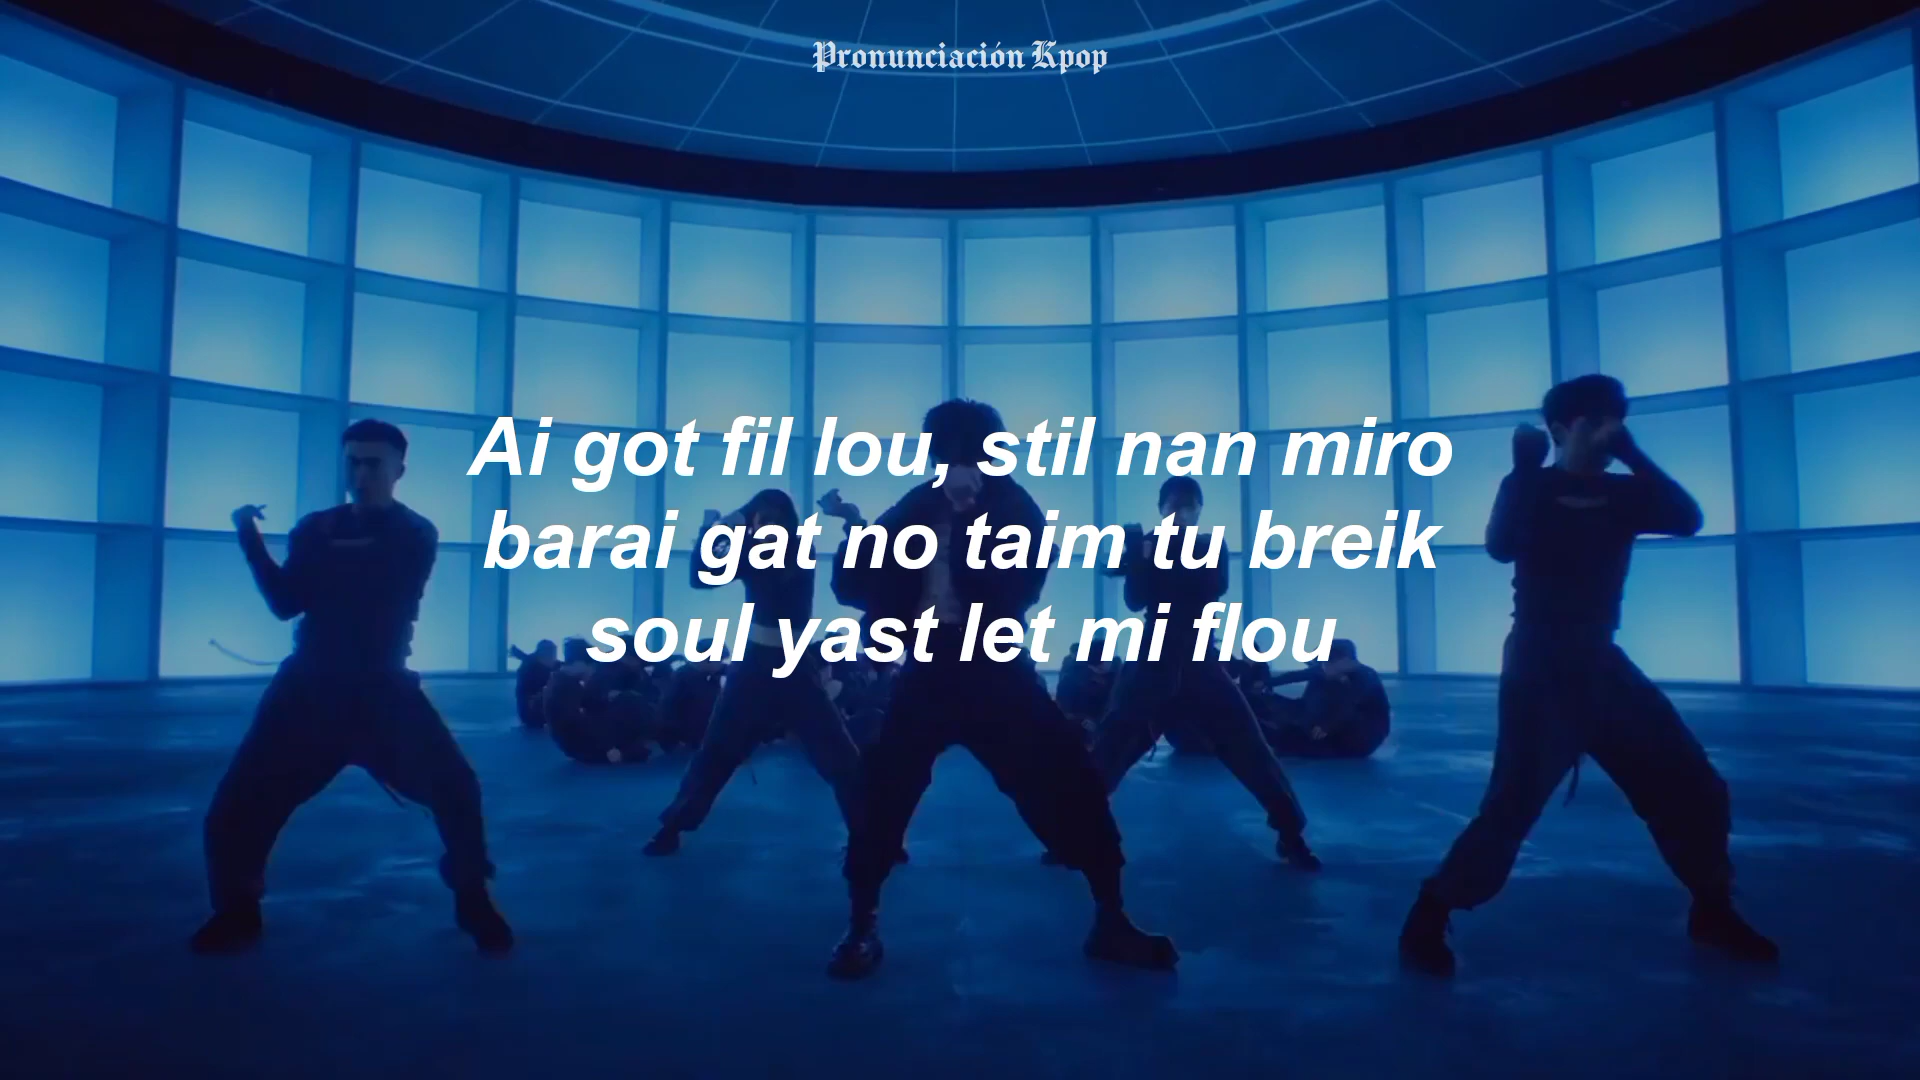 Pronunciación Kpop
Ai got fil lou, stil nan miro
barai gat no taim tu breik
soul yast let mi flou